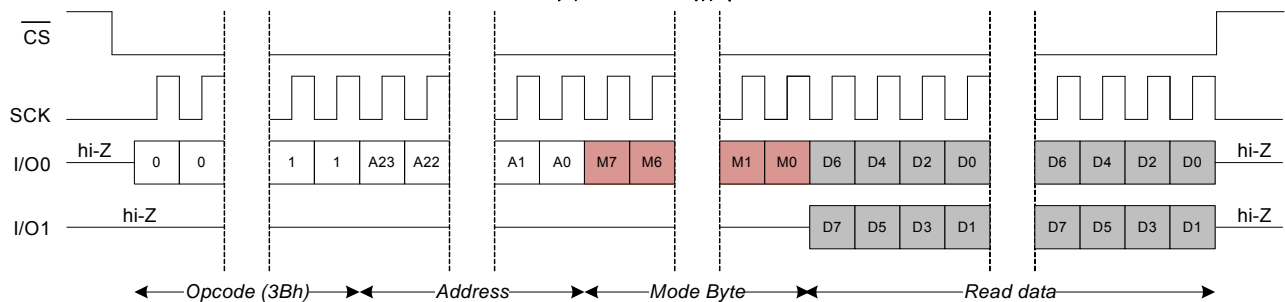 CS
SCK
I/O0 hi-Z 0 0 1 1 A23 A22 A1 A0 M7 M6 M1 M0 D6 D4 D2 D0 D6 D4 D2 D0 hi-Z
hi-Z
I/O1 D7 D5 D3 D1 D7 D5 D3 D1 hi-Z
Opcode (3Bh) Address Mode Byte Read data